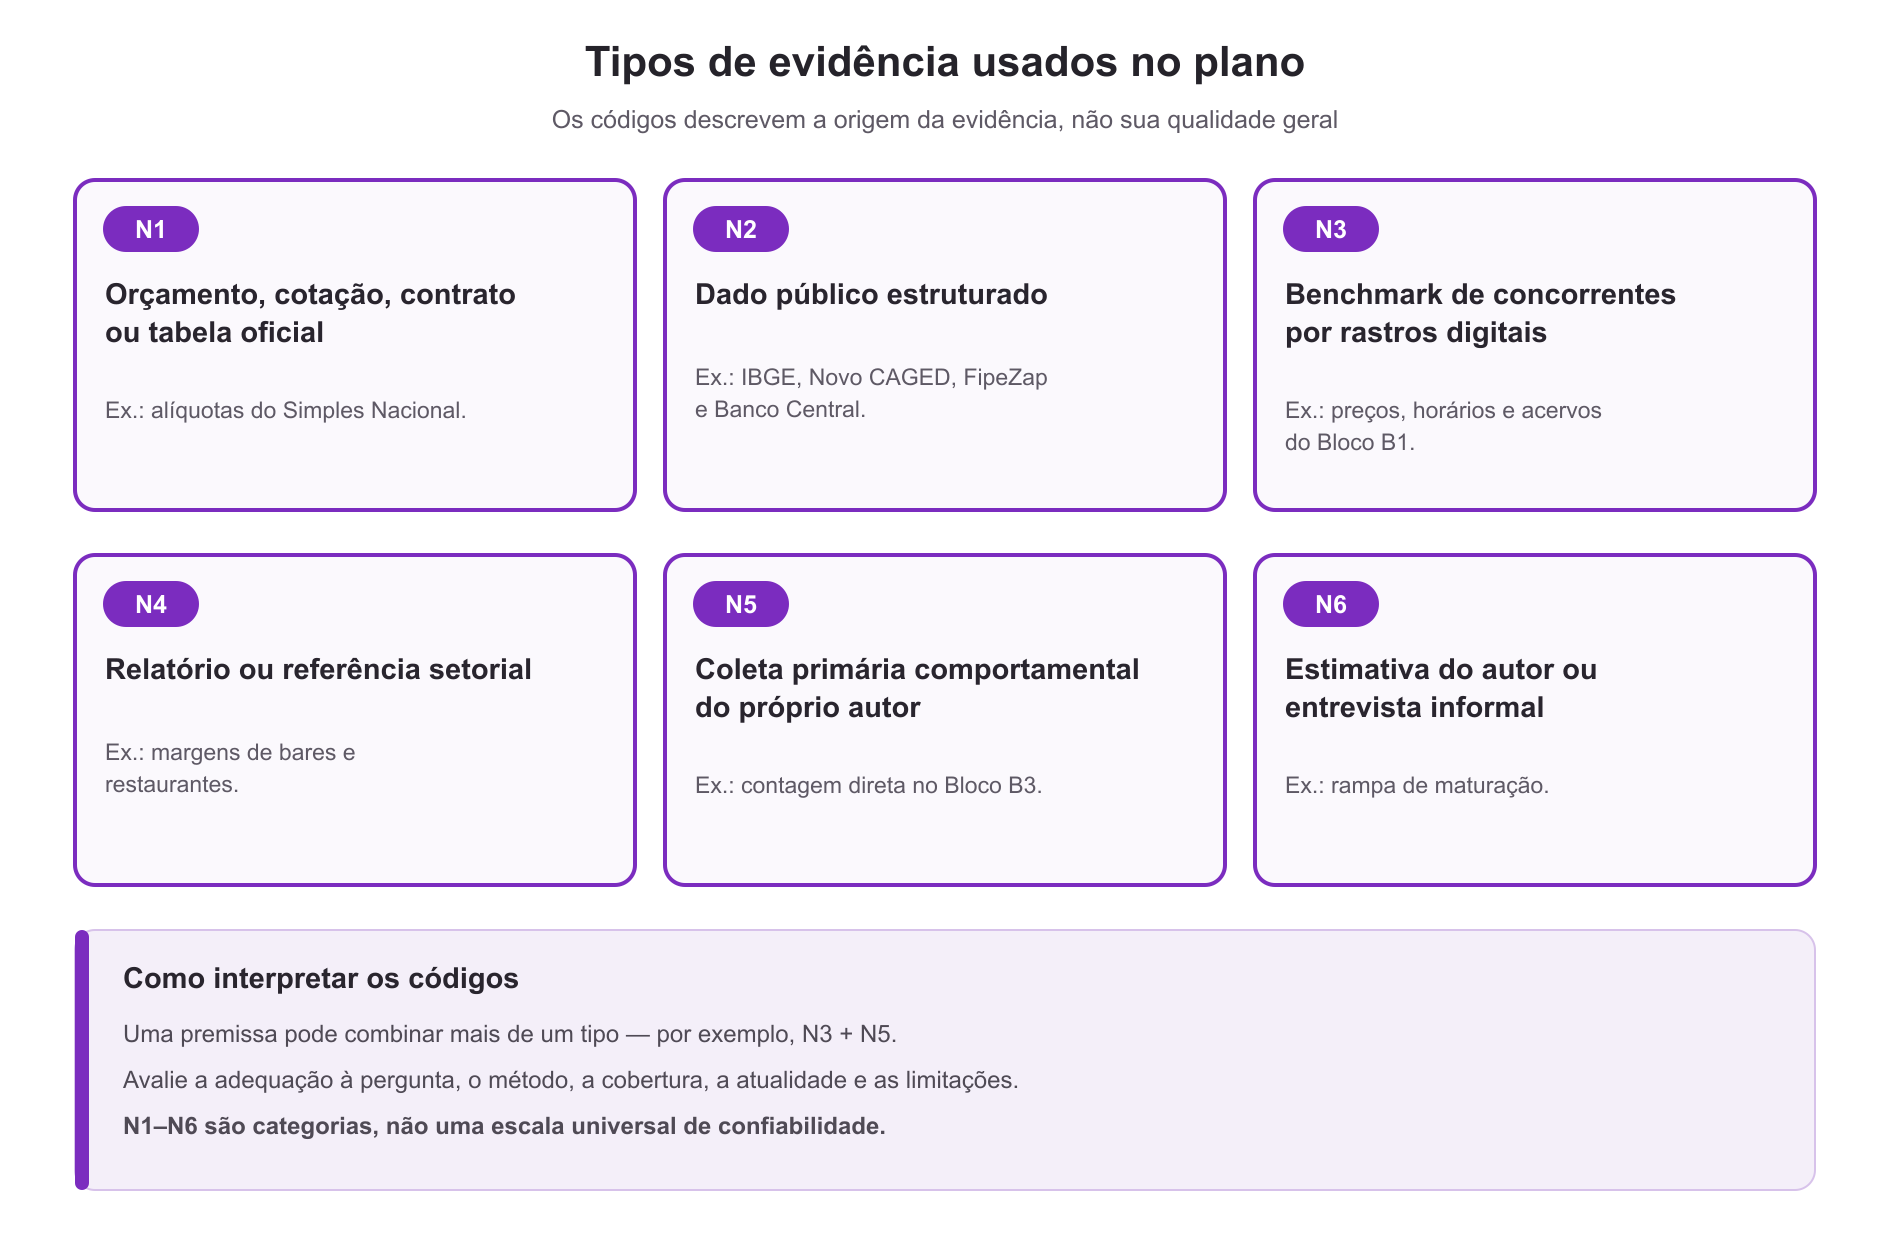 Tipos de evidência usados no plano
Os códigos descrevem a origem da evidência, não sua qualidade geral
N1
Orçamento, cotação, contrato
ou tabela oficial
Ex.: alíquotas do Simples Nacional.
N2
Dado público estruturado
Ex.: IBGE, Novo CAGED, FipeZap
e Banco Central.
N3
Benchmark de concorrentes
por rastros digitais
Ex.: preços, horários e acervos
do Bloco B1.
N4
Relatório ou referência setorial
Ex.: margens de bares e
restaurantes.
N5
Coleta primária comportamental
do próprio autor
Ex.: contagem direta no Bloco B3.
N6
Estimativa do autor ou
entrevista informal
Ex.: rampa de maturação.
Como interpretar os códigos
Uma premissa pode combinar mais de um tipo — por exemplo, N3 + N5.
Avalie a adequação à pergunta, o método, a cobertura, a atualidade e as limitações.
N1–N6 são categorias, não uma escala universal de confiabilidade.